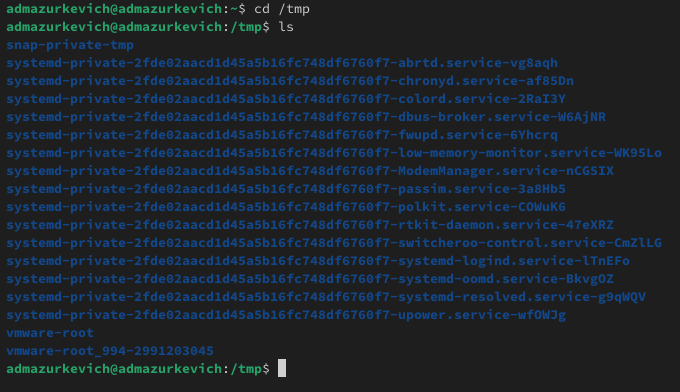 admazurkevich@admazurkevich:~$ cd /tmp
admazurkevich@admazurkevich:/tmp$ ls
snap-private-tmp
systemd-private-2fde02aacd1d45a5b16fc748df6760f7-abrtd.service-vg8aqh
systemd-private-2fde02aacd1d45a5b16fc748df6760f7-chronyd.service-af85Dn
systemd-private-2fde02aacd1d45a5b16fc748df6760f7-colord.service-2RaI3Y
systemd-private-2fde02aacd1d45a5b16fc748df6760f7-dbus-broker.service-W6AjNR
systemd-private-2fde02aacd1d45a5b16fc748df6760f7-fwupd.service-6Yhcrq
systemd-private-2fde02aacd1d45a5b16fc748df6760f7-low-memory-monitor.service-WK95Lo
systemd-private-2fde02aacd1d45a5b16fc748df6760f7-ModemManager.service-nCGSIX
systemd-private-2fde02aacd1d45a5b16fc748df6760f7-passim.service-3a8Hb5
systemd-private-2fde02aacd1d45a5b16fc748df6760f7-polkit.service-COWuK6
systemd-private-2fde02aacd1d45a5b16fc748df6760f7-rtkit-daemon.service-47eXRZ
systemd-private-2fde02aacd1d45a5b16fc748df6760f7-switcheroo-control.service-CmZlLG
systemd-private-2fde02aacd1d45a5b16fc748df6760f7-systemd-logind.service-lTnEFo
systemd-private-2fde02aacd1d45a5b16fc748df6760f7-systemd-oomd.service-BkvgOZ
systemd-private-2fde02aacd1d45a5b16fc748df6760f7-systemd-resolved.service-g9qWQV
systemd-private-2fde02aacd1d45a5b16fc748df6760f7-upower.service-wfOWJg
vmware-root
vmware-root_994-2991203045
admazurkevich@admazurkevich:/tmp$